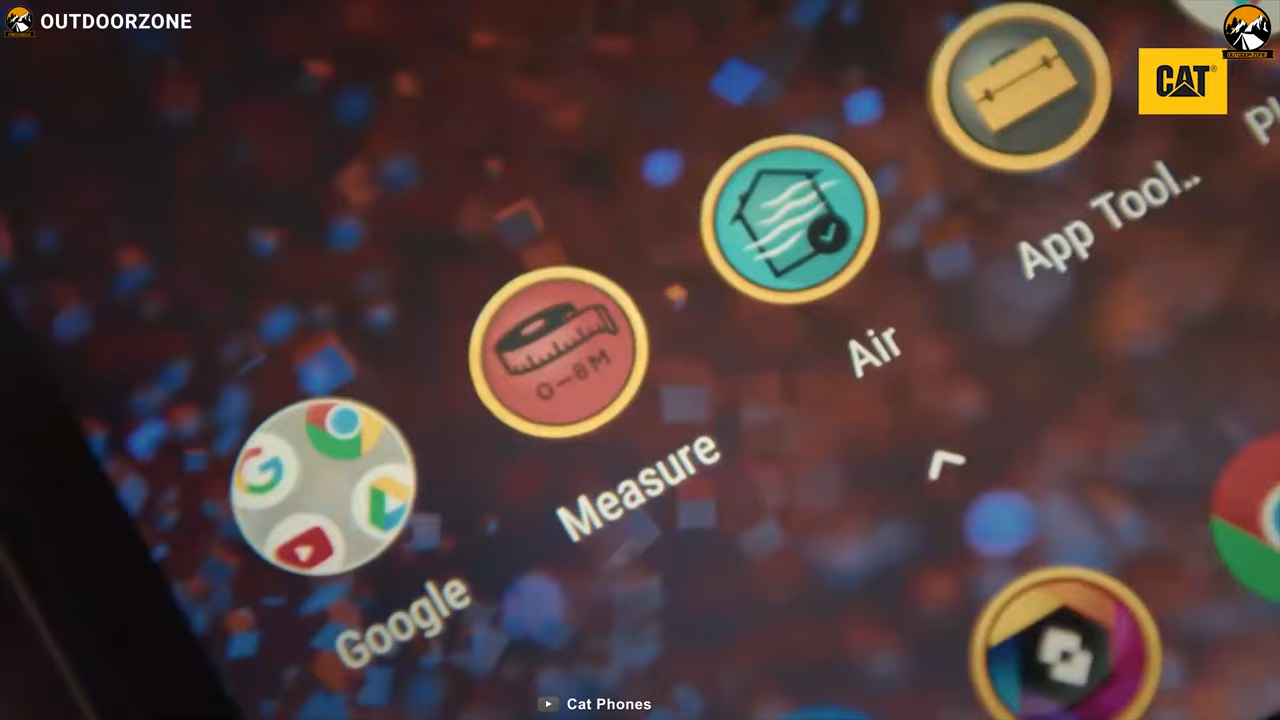 OUTDOORZONE
CAT
App Tool..
Air
0-8M
Measure
Google
Cat Phones